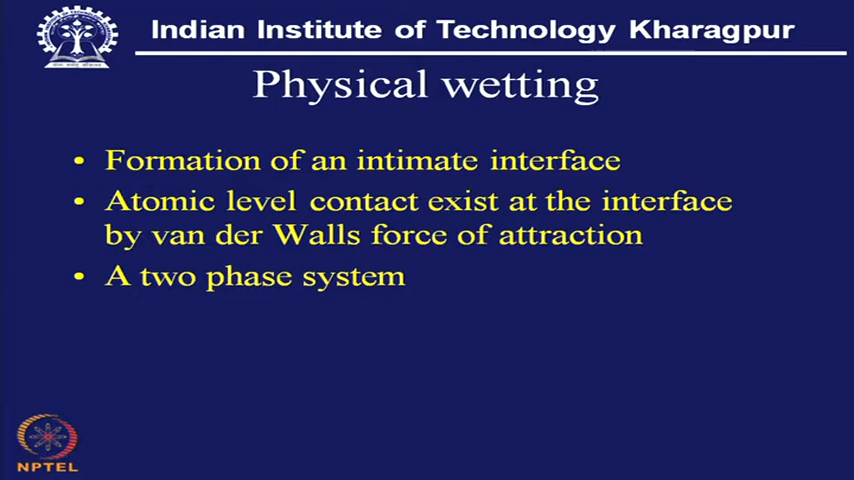 Indian Institute of Technology Kharagpur
Physical wetting
• Formation of an intimate interface
• Atomic level contact exist at the interface
by van der Walls force of attraction
• A two phase system
NPTEL